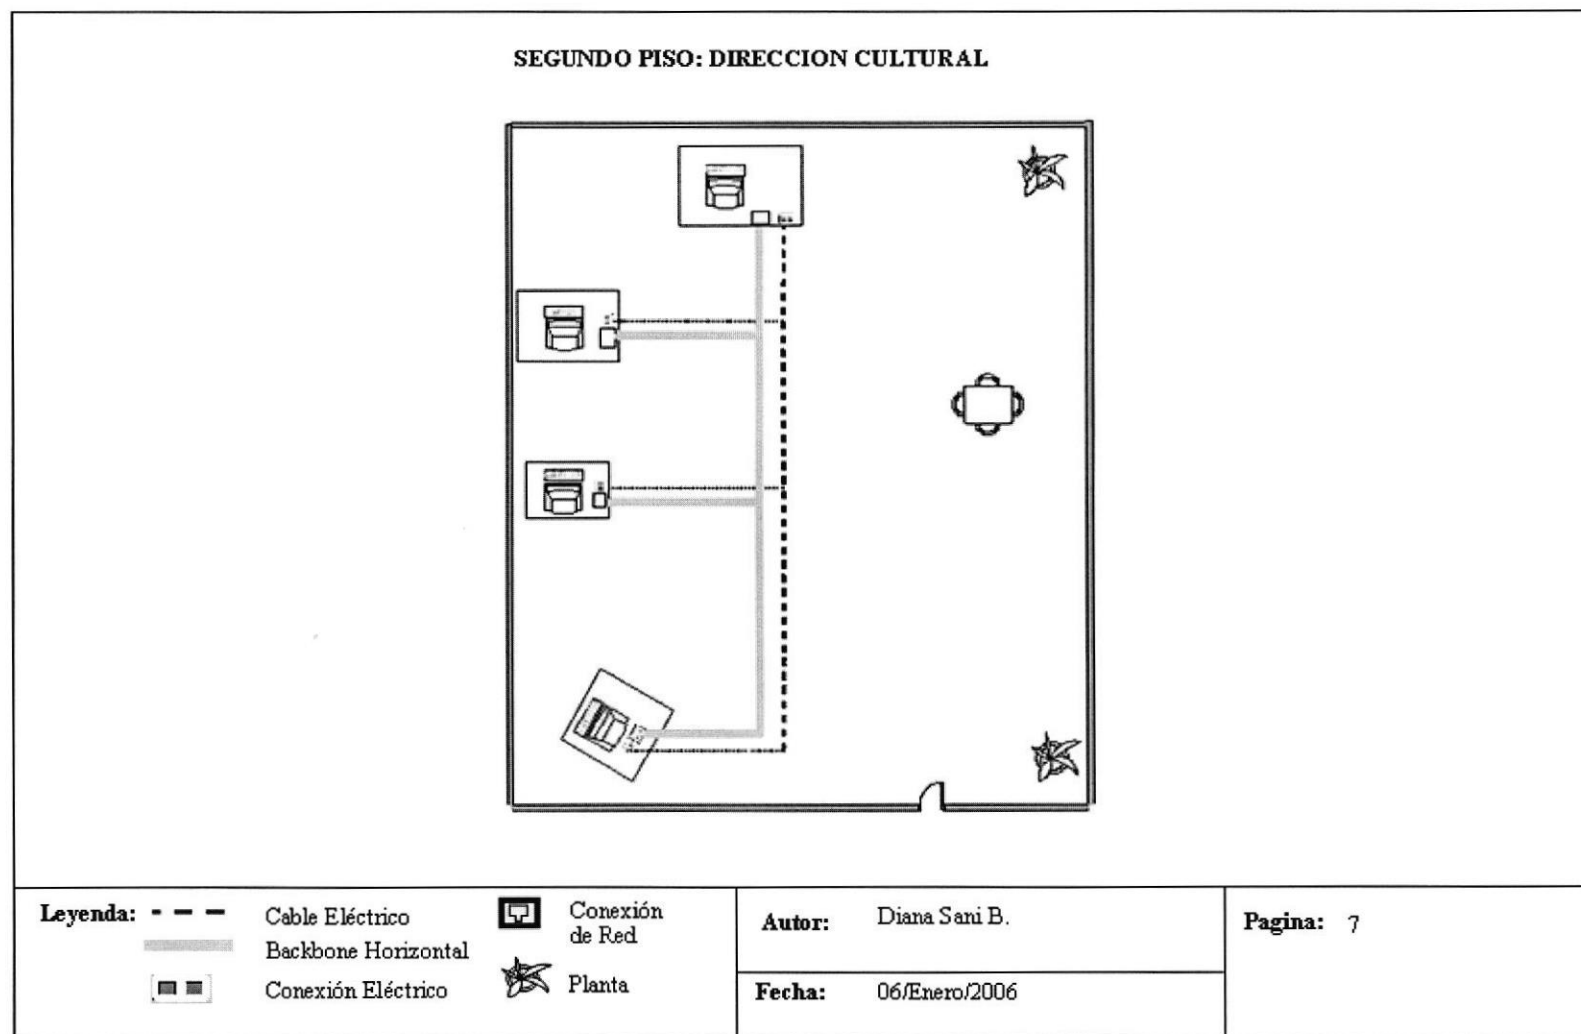 SEGUNDO PISO: DIRECCION CULTURAL
Leyenda:
Cable Eléctrico
Backbone Horizontal
Conexión Eléctrico
Conexión
de Red
Planta
Autor: Diana Sani B.
Fecha: 06/Enero/2006
Pagina: 7